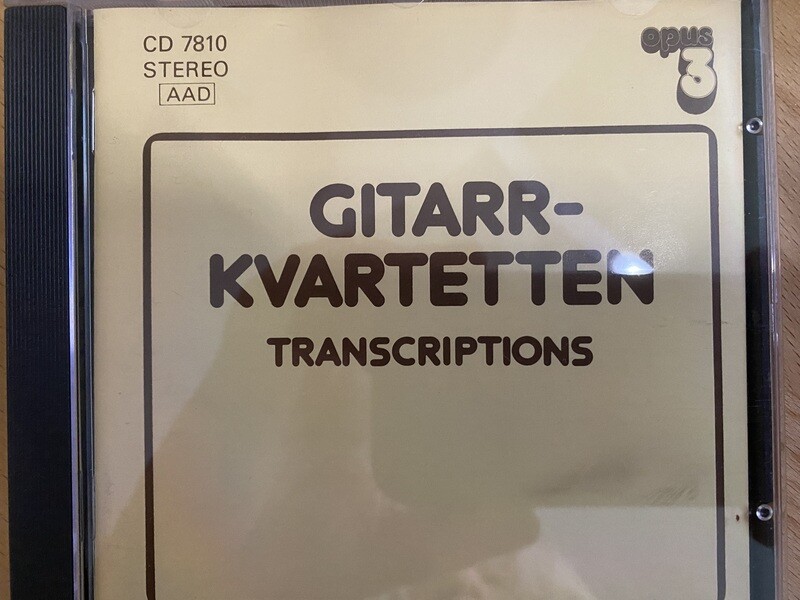 CD 7810
STEREO
AAD
opus
3
GITARR-
KVARTETTEN
TRANSCRIPTIONS